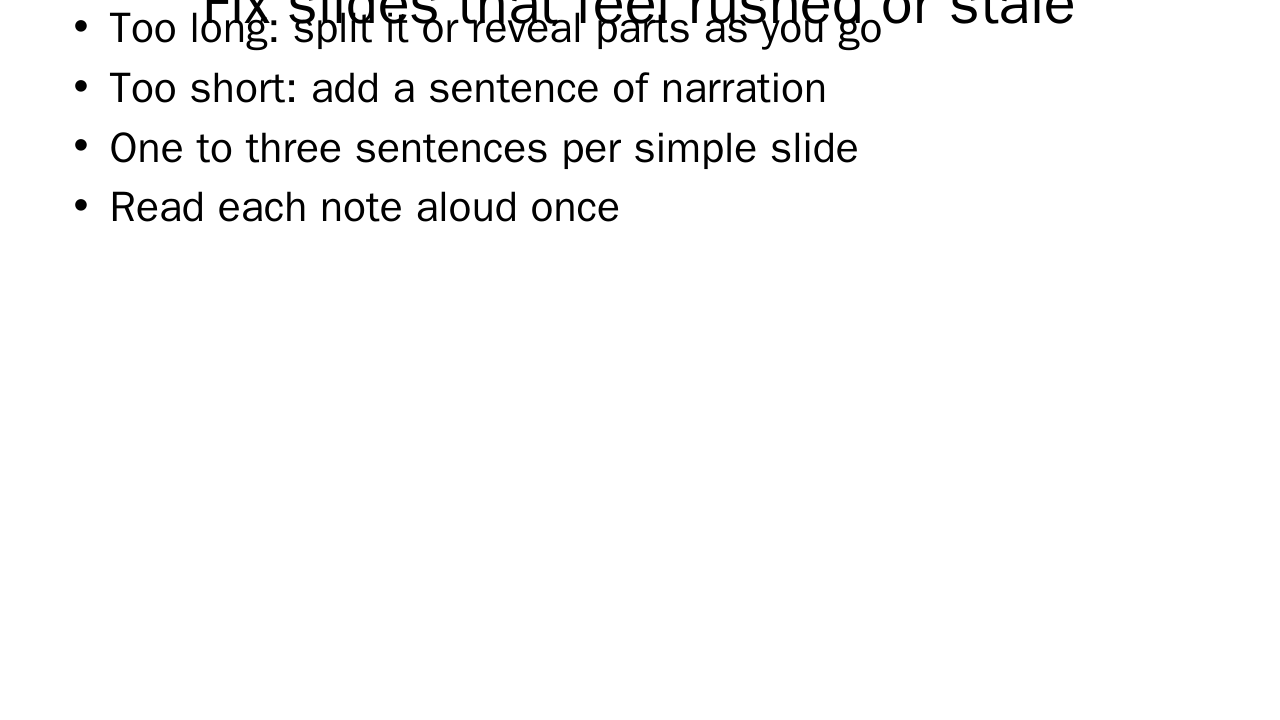 Fix slides that feel rushed or stale
• Too long: split it or reveal parts as you go
• Too short: add a sentence of narration
• One to three sentences per simple slide
• Read each note aloud once